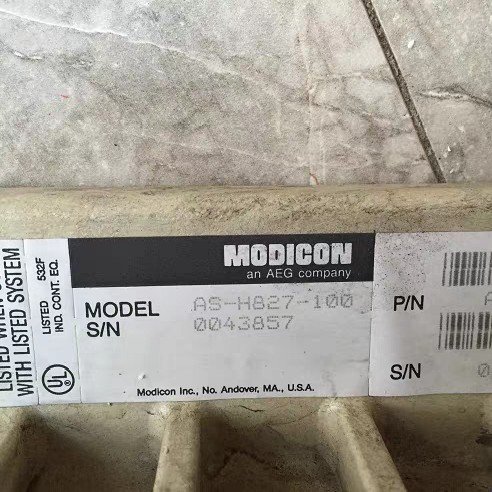 LISTED WHEN
WITH LISTED SYSTEM
LISTED 532F
IND. CONT. EQ.
UL
MODICON
an AEG company
MODEL AS-H827-100
S/N 0043857
Modicon Inc., No. Andover, MA., U.S.A.
P/N A
S/N 0